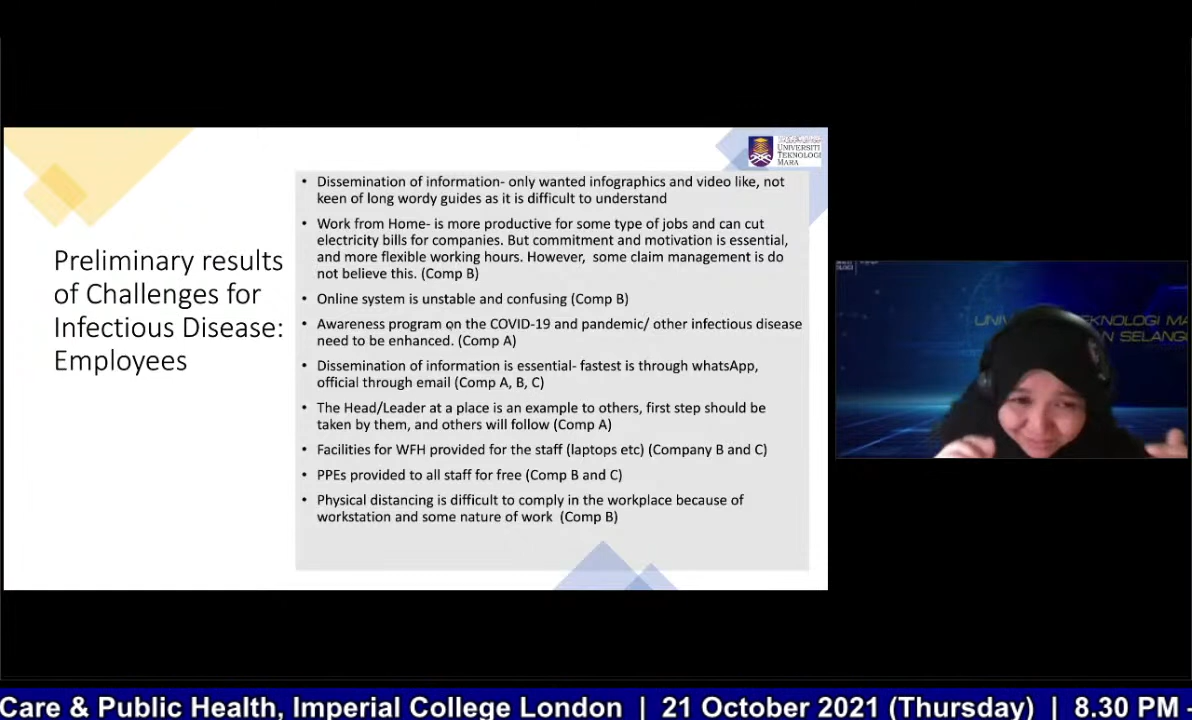 UNIVERSITI
TEKNOLOGI
MARA
Preliminary results
of Challenges for
Infectious Disease:
Employees
• Dissemination of information- only wanted infographics and video like, not
keen of long wordy guides as it is difficult to understand
• Work from Home- is more productive for some type of jobs and can cut
electricity bills for companies. But commitment and motivation is essential,
and more flexible working hours. However, some claim management is do
not believe this. (Comp B)
• Online system is unstable and confusing (Comp B)
• Awareness program on the COVID-19 and pandemic/ other infectious disease
need to be enhanced. (Comp A)
• Dissemination of information is essential- fastest is through whatsApp,
official through email (Comp A, B, C)
• The Head/Leader at a place is an example to others, first step should be
taken by them, and others will follow (Comp A)
• Facilities for WFH provided for the staff (laptops etc) (Company B and C)
• PPEs provided to all staff for free (Comp B and C)
• Physical distancing is difficult to comply in the workplace because of
workstation and some nature of work (Comp B)
Care & Public Health, Imperial College London | 21 October 2021 (Thursday) | 8.30 PM -